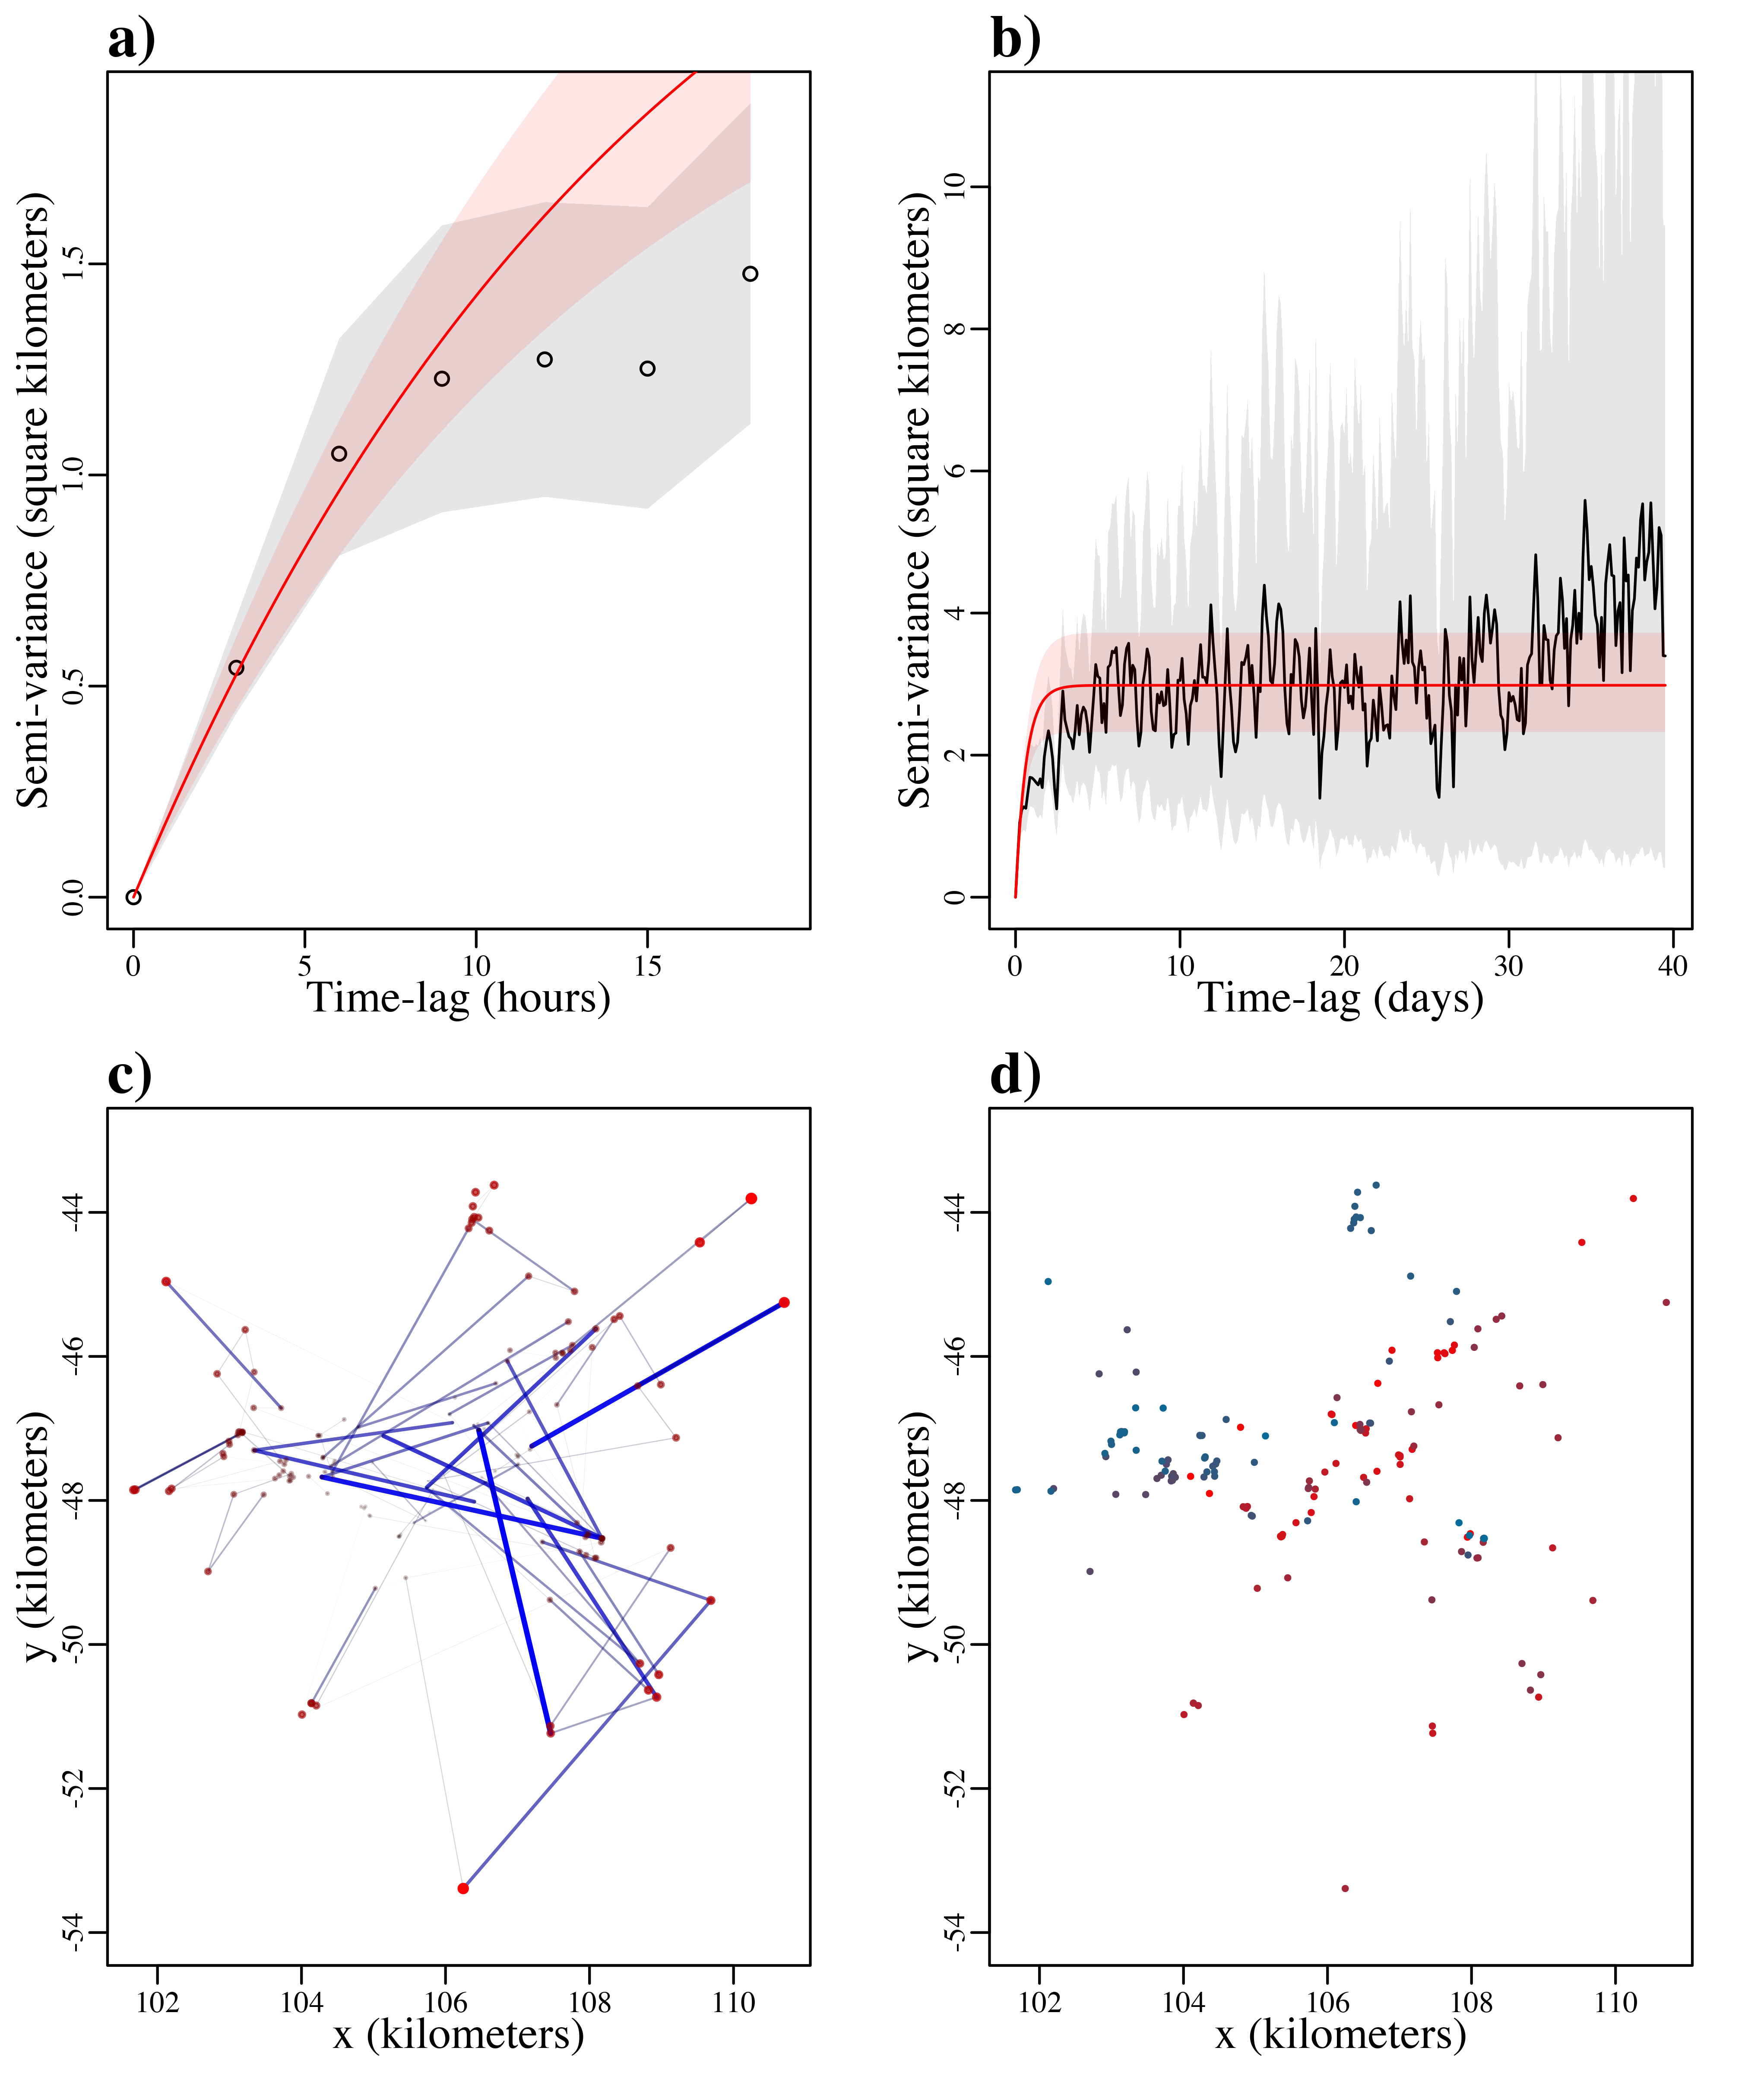 a)
Semi-variance (square kilometers)
1.5
1.0
0.5
0.0
0 5 10 15
Time-lag (hours)
b)
Semi-variance (square kilometers)
10
8
6
4
2
0
0 10 20 30 40
Time-lag (days)
c)
y (kilometers)
-44
-46
-48
-50
-52
-54
102 104 106 108 110
x (kilometers)
d)
y (kilometers)
-44
-46
-48
-50
-52
-54
102 104 106 108 110
x (kilometers)